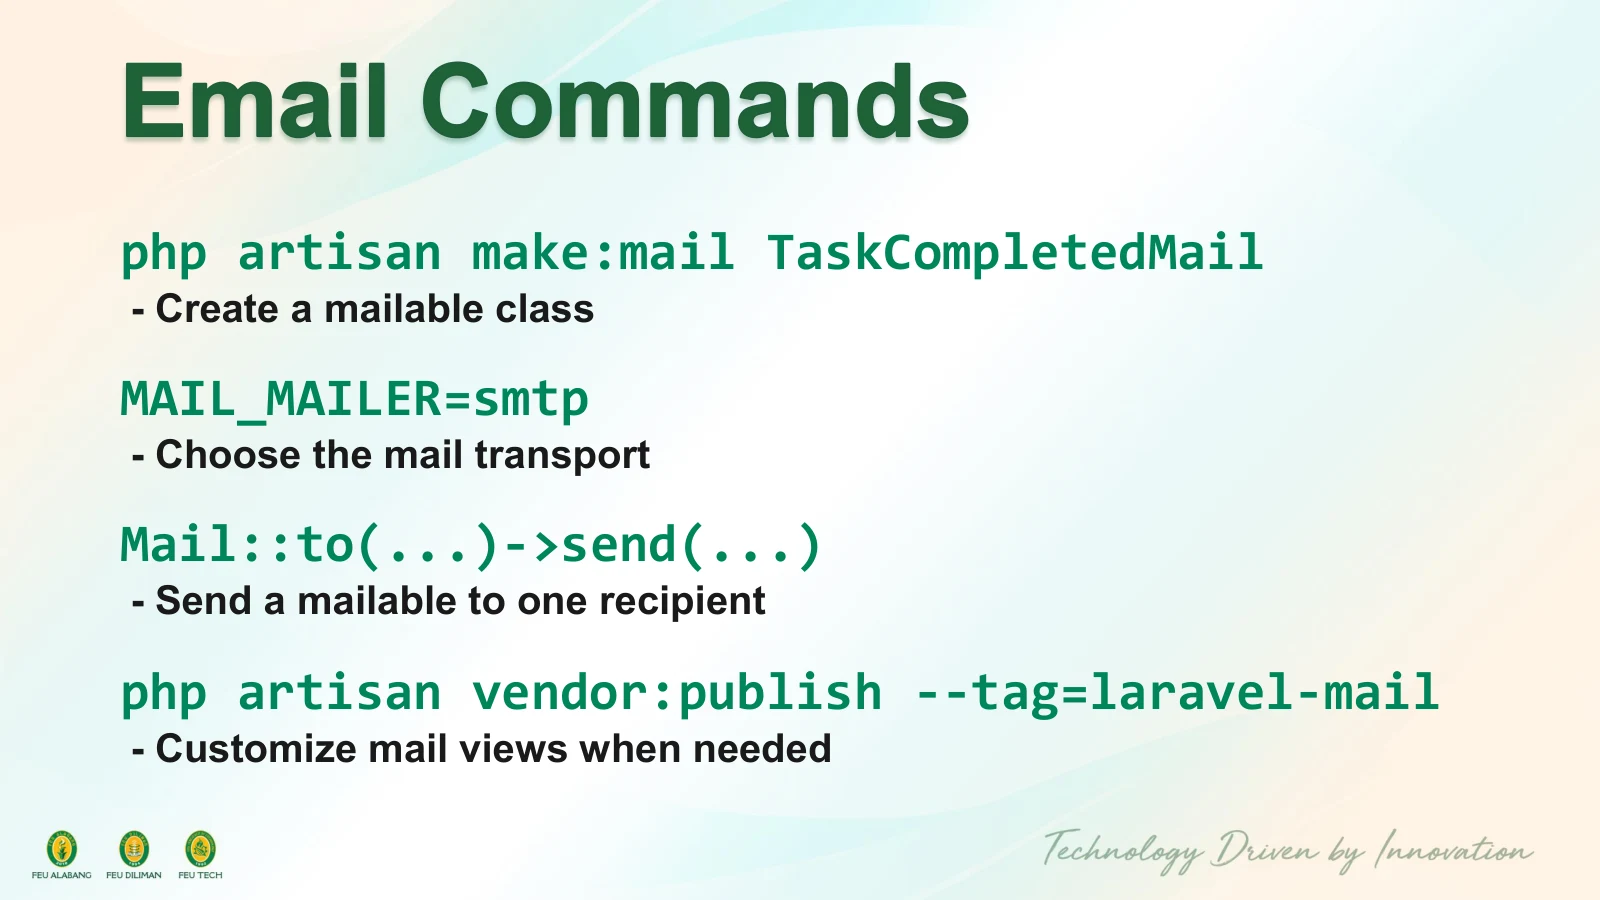 Email Commands
php artisan make:mail TaskCompletedMail
- Create a mailable class
MAIL_MAILER=smtp
- Choose the mail transport
Mail::to(...)->send(...)
- Send a mailable to one recipient
php artisan vendor:publish --tag=laravel-mail
- Customize mail views when needed
FEU ALABANG FEU DILIMAN FEU TECH
Technology Driven by Innovation